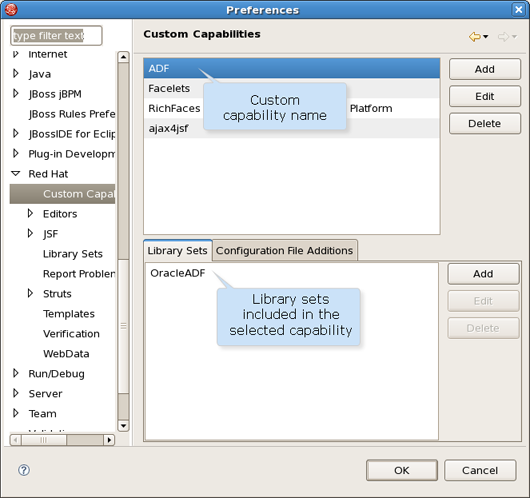 Preferences
type filter text
Custom Capabilities
Internet
Java
JBoss jBPM
JBoss Rules Prefe
JBossIDE for Eclip
Plug-in Developm
Red Hat
Custom Capal
Editors
JSF
Library Sets
Report Problem
Struts
Templates
Verification
WebData
Run/Debug
Server
Team
ADF
Facelets
RichFaces
Platform
ajax4jsf
Custom
capability name
Add
Edit
Delete
Library Sets
Configuration File Additions
OracleADF
Library sets
included in the
selected capability
Add
Edit
Delete
?
OK
Cancel